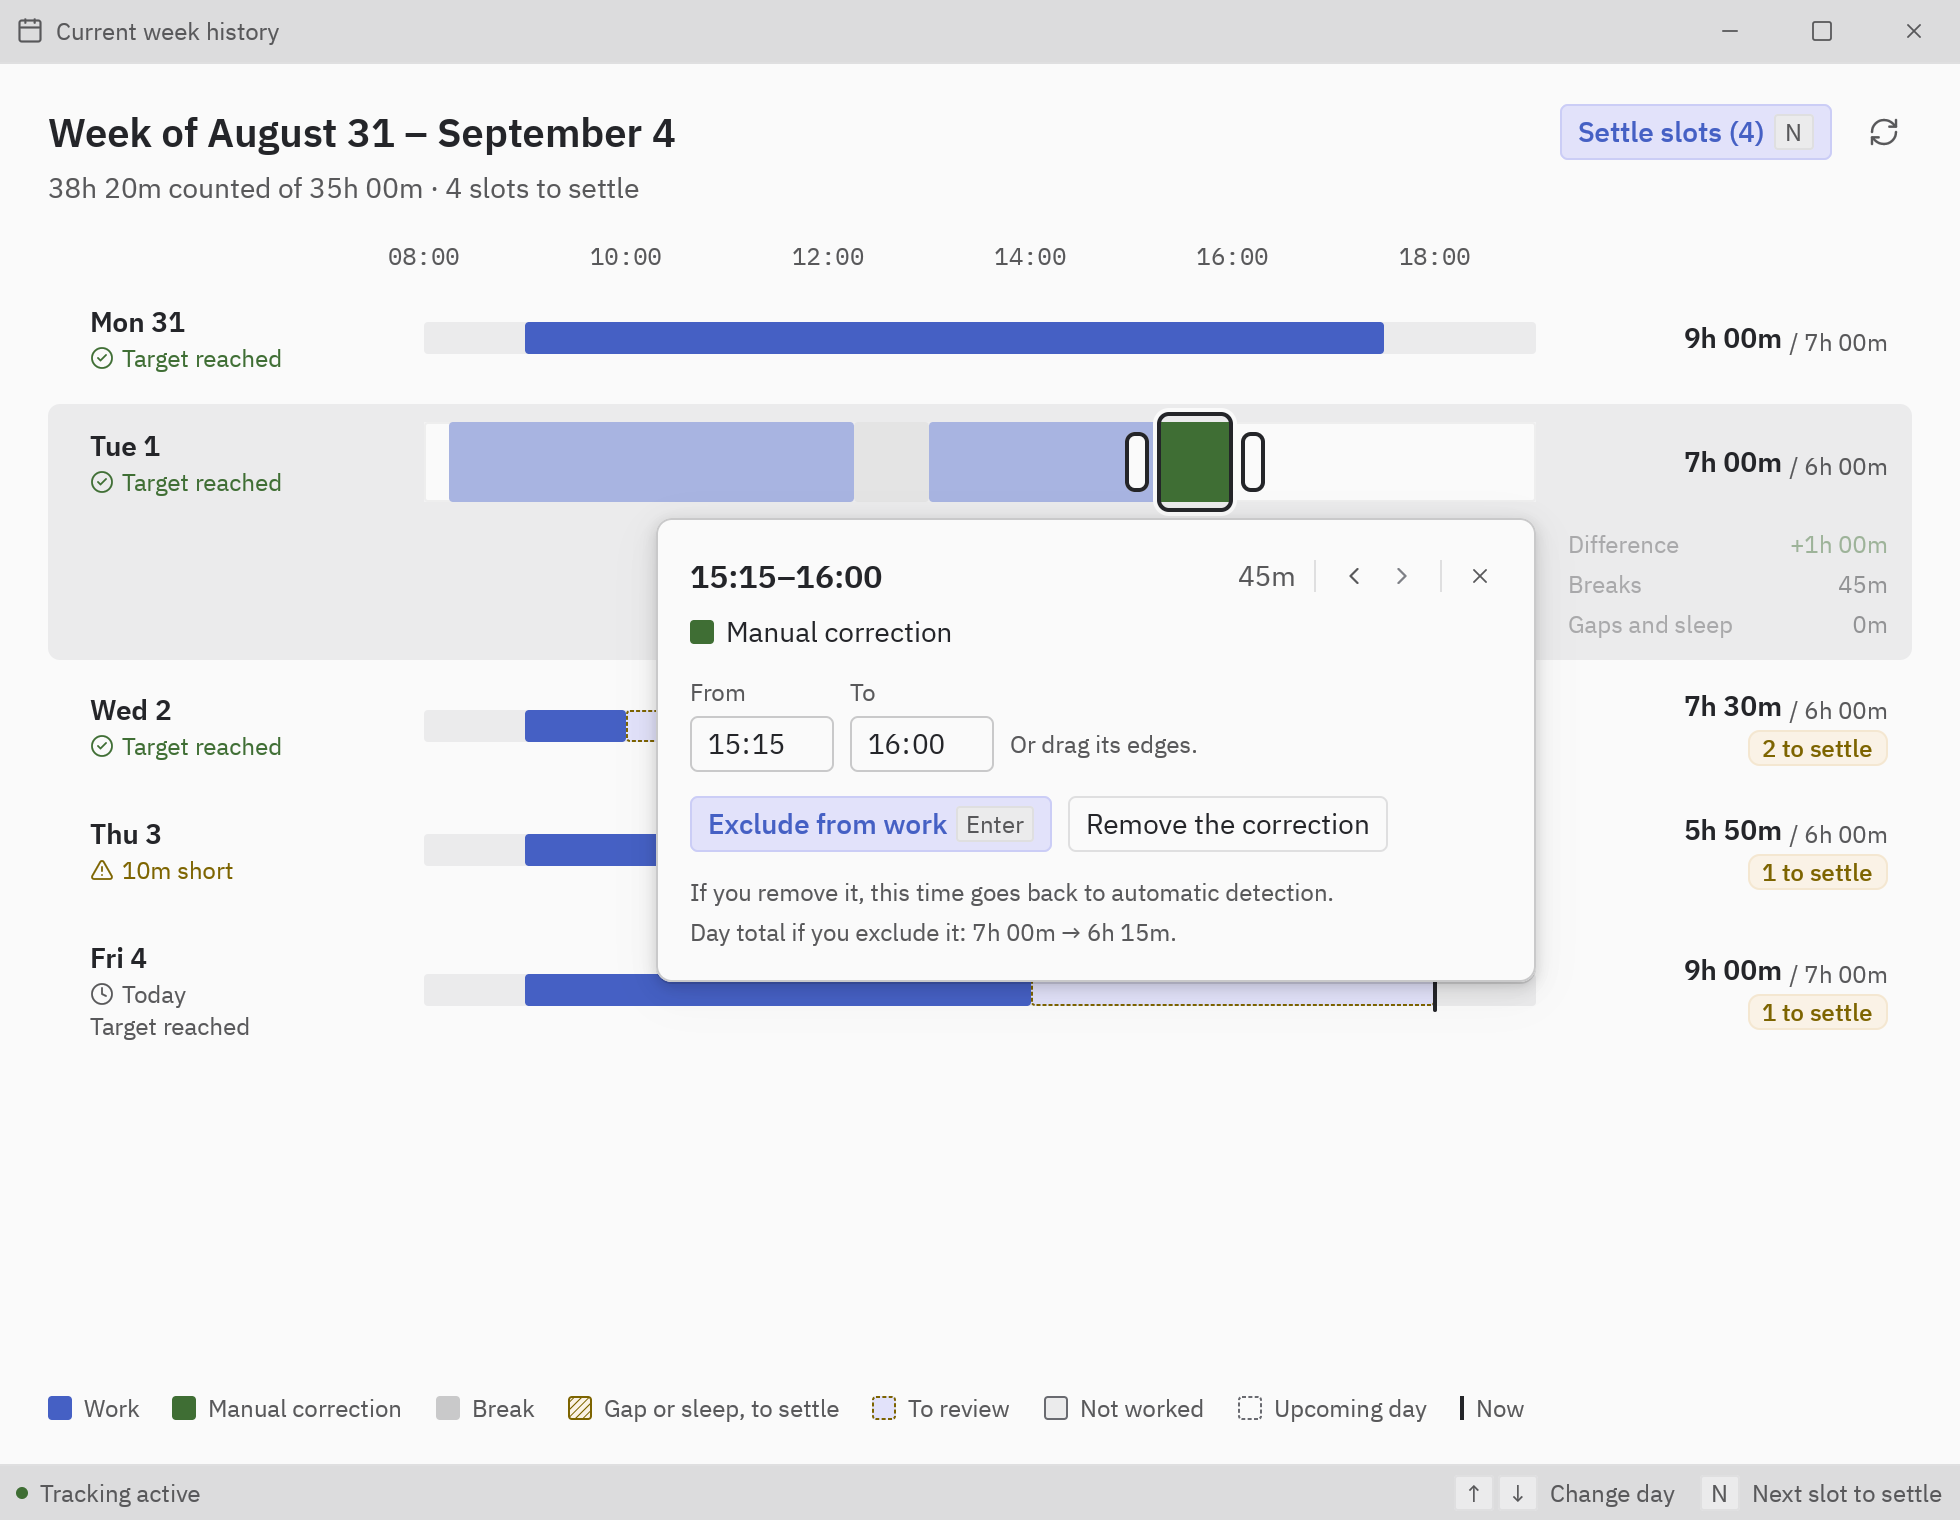 Current week history
Week of August 31 – September 4
Settle slots (4) N
38h 20m counted of 35h 00m · 4 slots to settle
08:00 10:00 12:00 14:00 16:00 18:00
Mon 31
Target reached
9h 00m / 7h 00m
Tue 1
Target reached
7h 00m / 6h 00m
Difference +1h 00m
Breaks 45m
Gaps and sleep 0m
15:15–16:00 45m
Manual correction
From To
15:15 16:00 Or drag its edges.
Exclude from work Enter Remove the correction
If you remove it, this time goes back to automatic detection.
Day total if you exclude it: 7h 00m → 6h 15m.
Wed 2
Target reached
7h 30m / 6h 00m
2 to settle
Thu 3
10m short
5h 50m / 6h 00m
1 to settle
Fri 4
Today
Target reached
9h 00m / 7h 00m
1 to settle
Work Manual correction Break Gap or sleep, to settle To review Not worked Upcoming day Now
Tracking active
↑ ↓ Change day N Next slot to settle